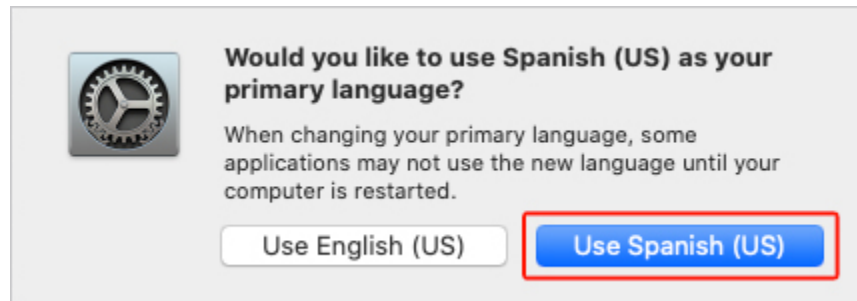 Would you like to use Spanish (US) as your
primary language?
When changing your primary language, some
applications may not use the new language until your
computer is restarted.
Use English (US)
Use Spanish (US)